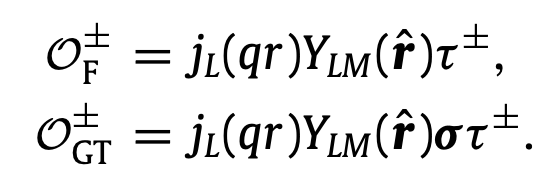 𝒪_F^± = j_L(qr)Y_{LM}(r̂)τ^±,
𝒪_GT^± = j_L(qr)Y_{LM}(r̂)στ^±.